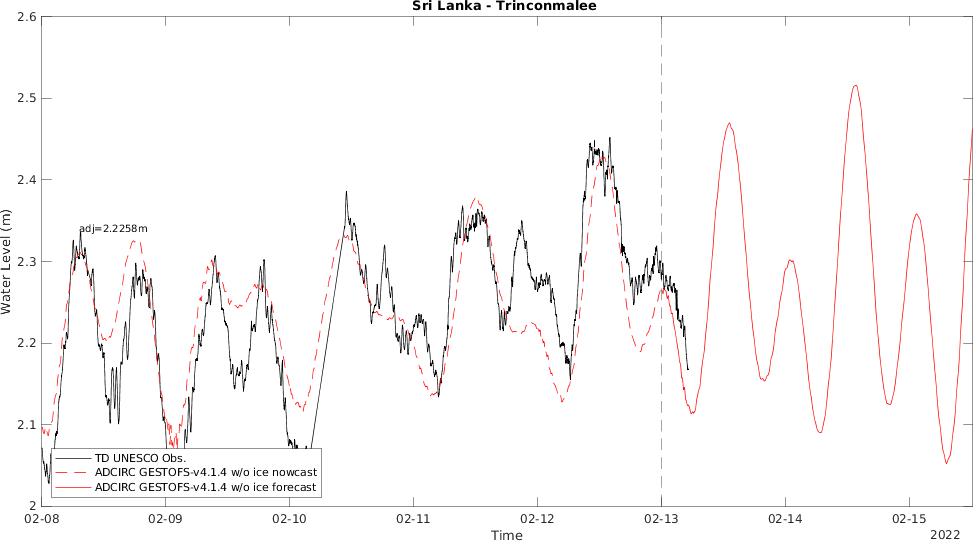 Sri Lanka - Trinconmalee
2.6
2.5
2.4
2.3
2.2
2.1
2
Water Level (m)
adj=2.2258m
TD UNESCO Obs.
ADCIRC GESTOFS-v4.1.4 w/o ice nowcast
ADCIRC GESTOFS-v4.1.4 w/o ice forecast
02-08 02-09 02-10 02-11 02-12 02-13 02-14 02-15
Time
2022